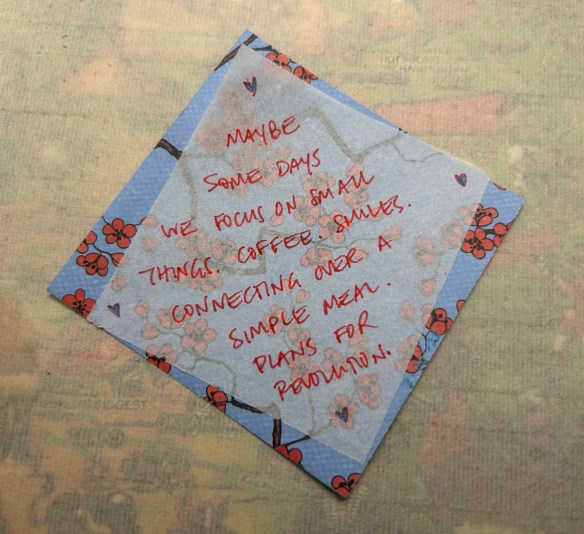 MAYBE
SOME DAYS
WE FOCUS ON SMALL
THINGS. COFFEE. SMILES.
CONNECTING OVER A
SIMPLE MEAL.
PLANS FOR
REVOLUTION.